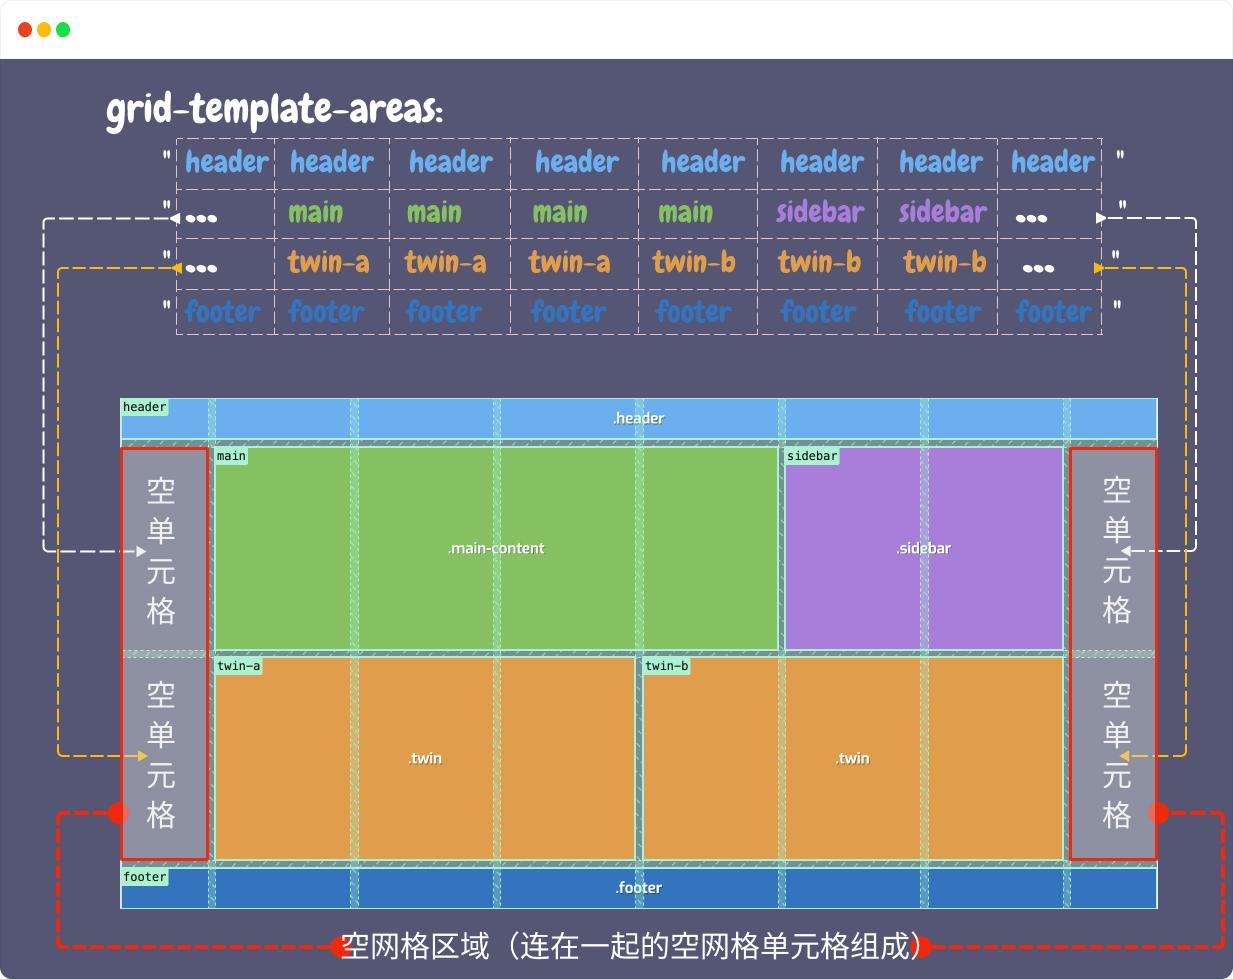 grid-template-areas:
" header header header header header header header header "
" ... main main main main sidebar sidebar ... "
" ... twin-a twin-a twin-a twin-b twin-b twin-b ... "
" footer footer footer footer footer footer footer footer "
header
.header
main
sidebar
空单元格
.main-content
.sidebar
空单元格
twin-a
twin-b
空单元格
.twin
.twin
空单元格
footer
.footer
空网格区域（连在一起的空网格单元格组成）